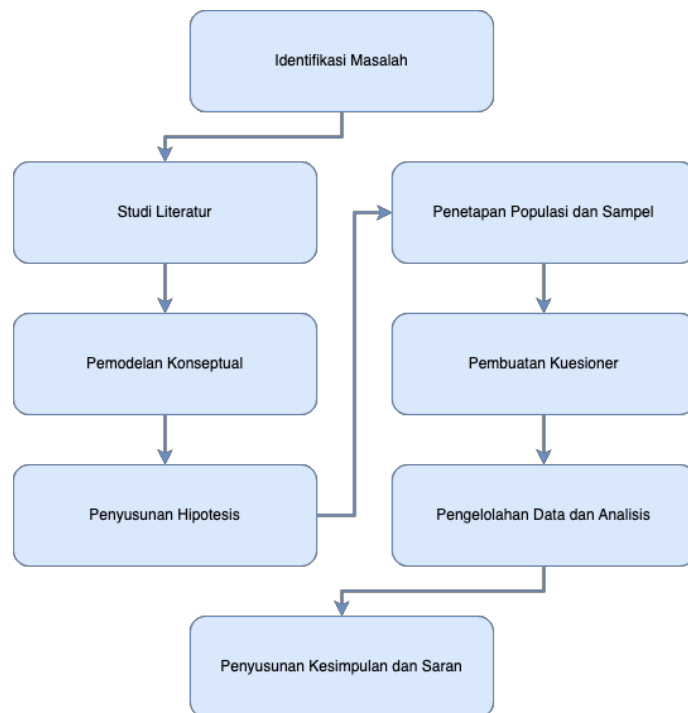 Identifikasi Masalah
Studi Literatur
Pemodelan Konseptual
Penyusunan Hipotesis
Penetapan Populasi dan Sampel
Pembuatan Kuesioner
Pengelolahan Data dan Analisis
Penyusunan Kesimpulan dan Saran